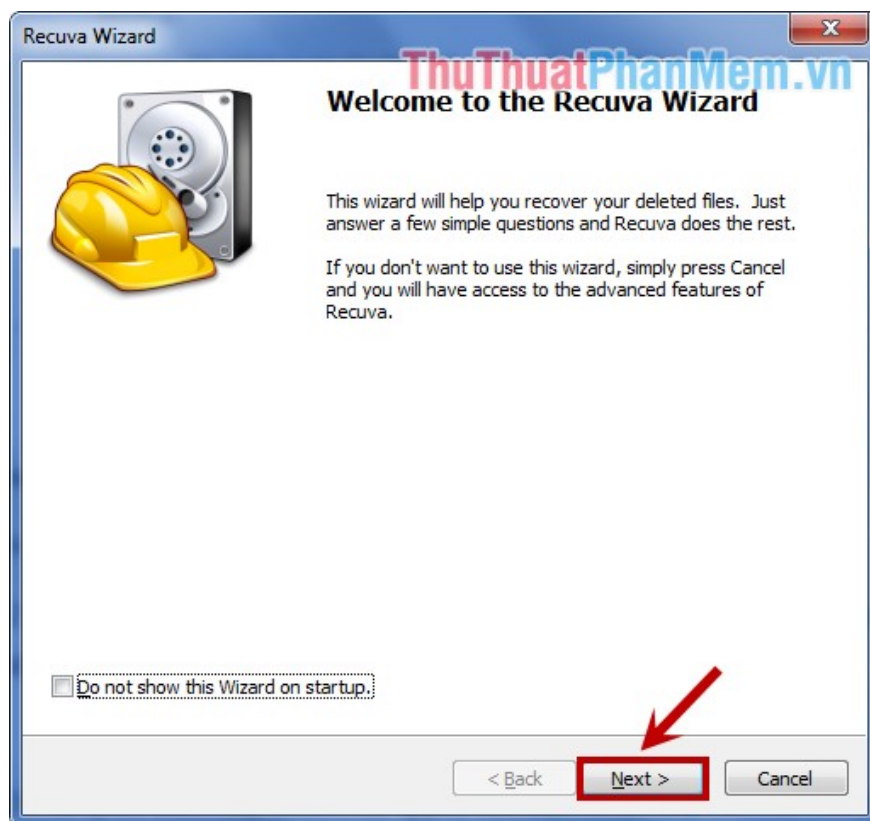 Recuva Wizard
ThuThuatPhanMem.vn
Welcome to the Recuva Wizard
This wizard will help you recover your deleted files. Just
answer a few simple questions and Recuva does the rest.
If you don't want to use this wizard, simply press Cancel
and you will have access to the advanced features of
Recuva.
Do not show this Wizard on startup.
< Back
Next >
Cancel